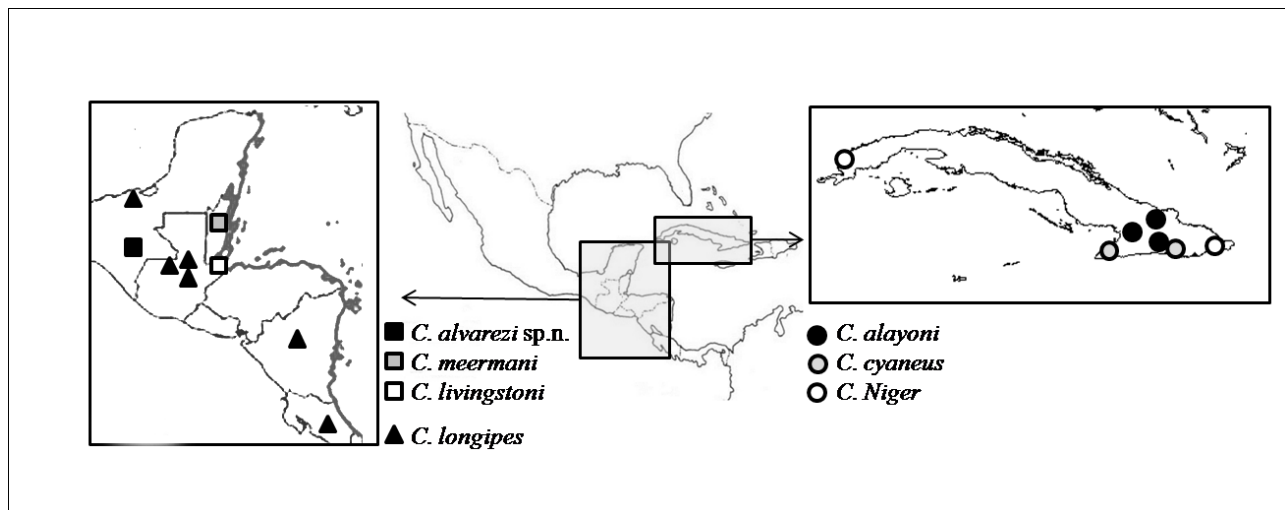 C. alvarezi sp.n.
C. meermani
C. livingstoni
C. longipes
C. alayoni
C. cyaneus
C. Niger